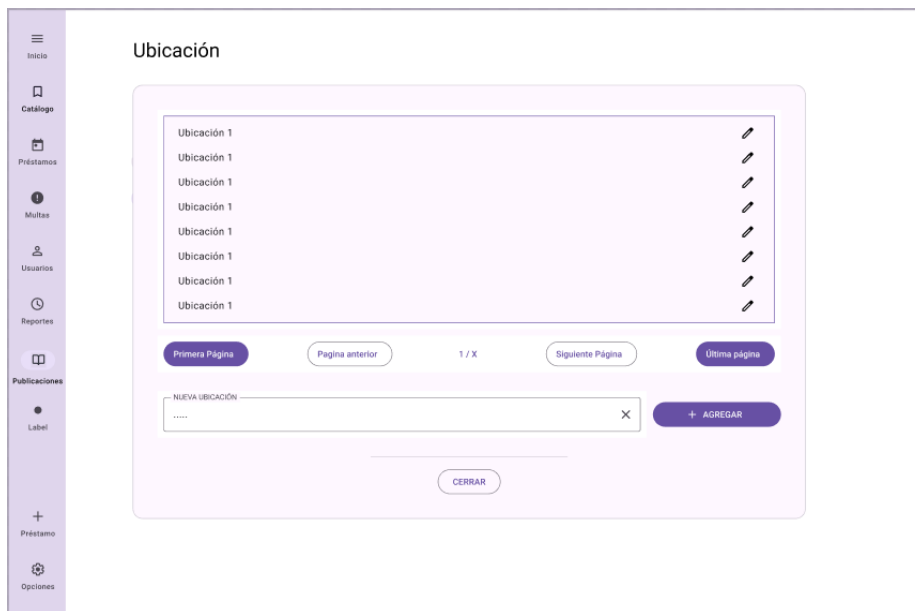 Inicio
Catálogo
Préstamos
Multas
Usuarios
Reportes
Publicaciones
Label
Préstamo
Opciones
Ubicación
Ubicación 1
Ubicación 1
Ubicación 1
Ubicación 1
Ubicación 1
Ubicación 1
Ubicación 1
Ubicación 1
Primera Página Pagina anterior 1 / X Siguiente Página Última página
NUEVA UBICACIÓN
..... + AGREGAR
CERRAR